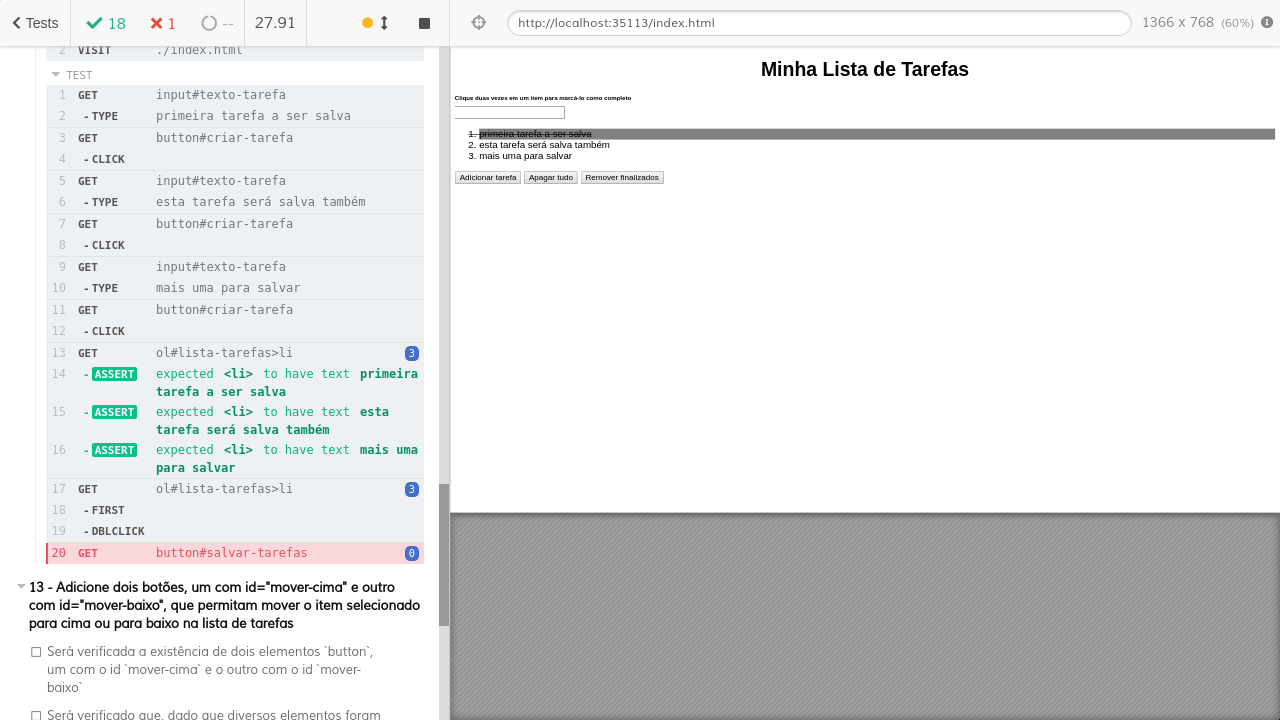 Tests 18 1 -- 27.91 http://localhost:35113/index.html 1366 x 768 (60%)
2 VISIT ./index.html
TEST
1 GET input#texto-tarefa
2 - TYPE primeira tarefa a ser salva
3 GET button#criar-tarefa
4 - CLICK
5 GET input#texto-tarefa
6 - TYPE esta tarefa será salva também
7 GET button#criar-tarefa
8 - CLICK
9 GET input#texto-tarefa
10 - TYPE mais uma para salvar
11 GET button#criar-tarefa
12 - CLICK
13 GET ol#lista-tarefas>li 3
14 - ASSERT expected <li> to have text primeira
tarefa a ser salva
15 - ASSERT expected <li> to have text esta
tarefa será salva também
16 - ASSERT expected <li> to have text mais uma
para salvar
17 GET ol#lista-tarefas>li 3
18 - FIRST
19 - DBLCLICK
20 GET button#salvar-tarefas 0
13 - Adicione dois botões, um com id="mover-cima" e outro
com id="mover-baixo", que permitam mover o item selecionado
para cima ou para baixo na lista de tarefas
Será verificada a existência de dois elementos `button`,
um com o id `mover-cima` e o outro com o id `mover-
baixo`
Será verificado que, dado que diversos elementos foram
Minha Lista de Tarefas
Clique duas vezes em um item para marcá-lo como completo
1. primeira tarefa a ser salva
2. esta tarefa será salva também
3. mais uma para salvar
Adicionar tarefa Apagar tudo Remover finalizados